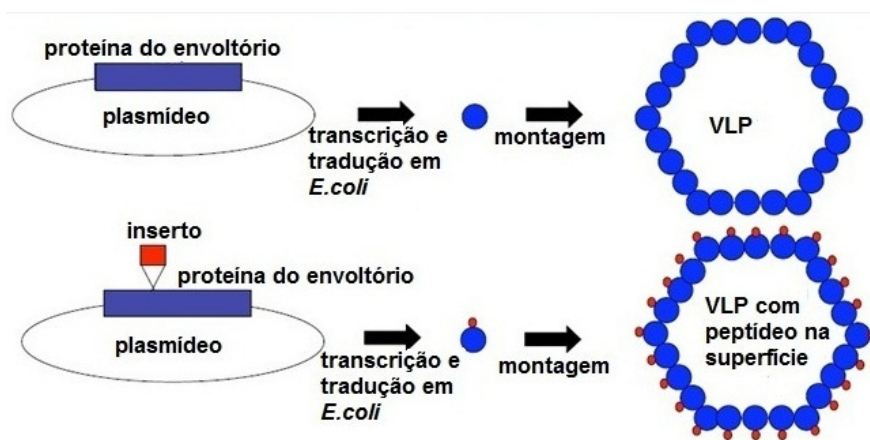 proteína do envoltório
plasmídeo
transcrição e
tradução em
E.coli
montagem
VLP
inserto
proteína do envoltório
plasmídeo
transcrição e
tradução em
E.coli
montagem
VLP com
peptídeo na
superfície